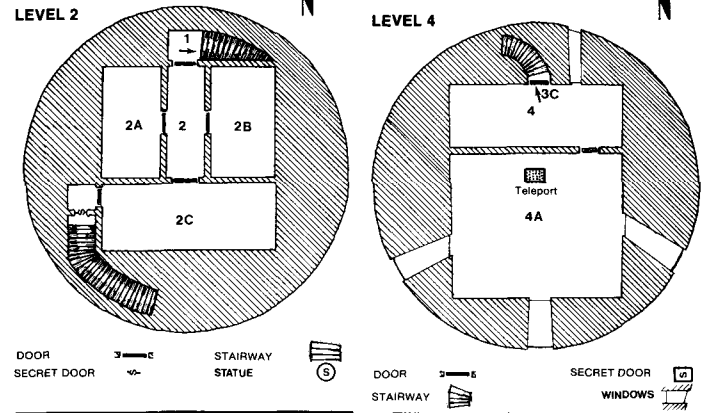 LEVEL 2
1
2A
2
2B
2C
DOOR
STAIRWAY
SECRET DOOR
STATUE
S
LEVEL 4
3C
4
Teleport
4A
DOOR
SECRET DOOR
S
STAIRWAY
WINDOWS